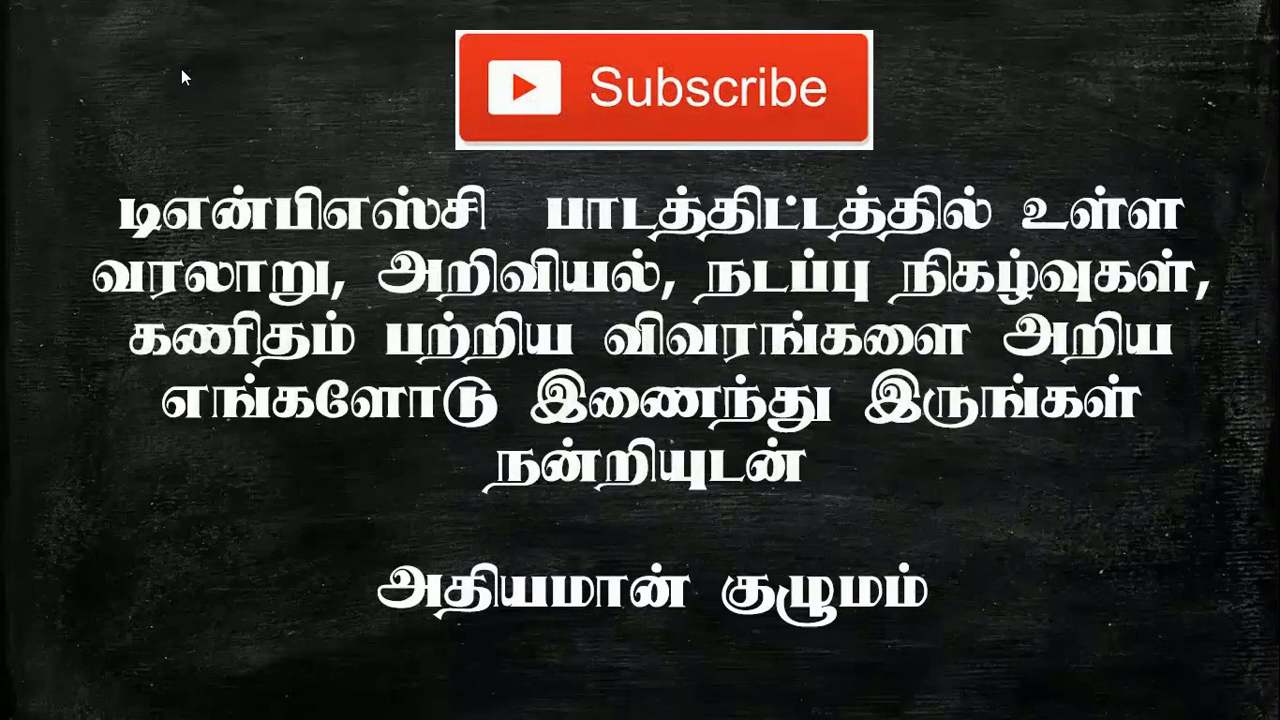 Subscribe
டிஎன்பிஎஸ்சி பாடத்திட்டத்தில் உள்ள
வரலாறு, அறிவியல், நடப்பு நிகழ்வுகள்,
கணிதம் பற்றிய விவரங்களை அறிய
எங்களோடு இணைந்து இருங்கள்
நன்றியுடன்
அதியமான் குழுமம்